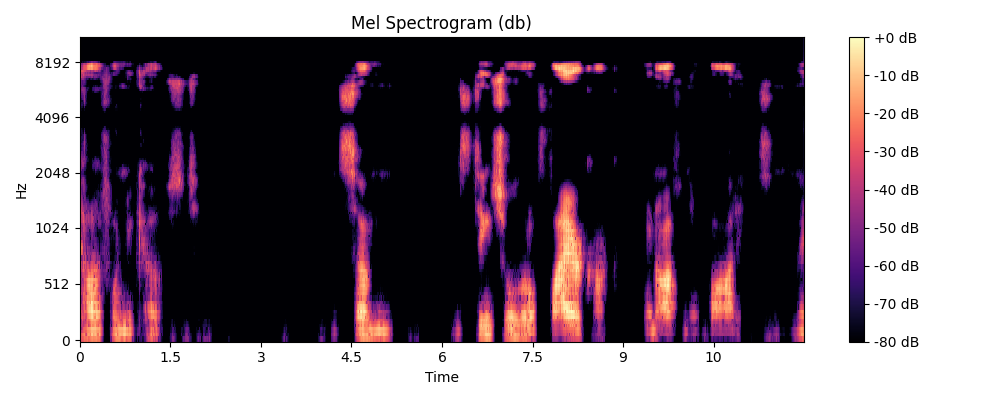 Mel Spectrogram (db)
8192
4096
2048
1024
512
0
Hz
0 1.5 3 4.5 6 7.5 9 10
Time
+0 dB
-10 dB
-20 dB
-30 dB
-40 dB
-50 dB
-60 dB
-70 dB
-80 dB